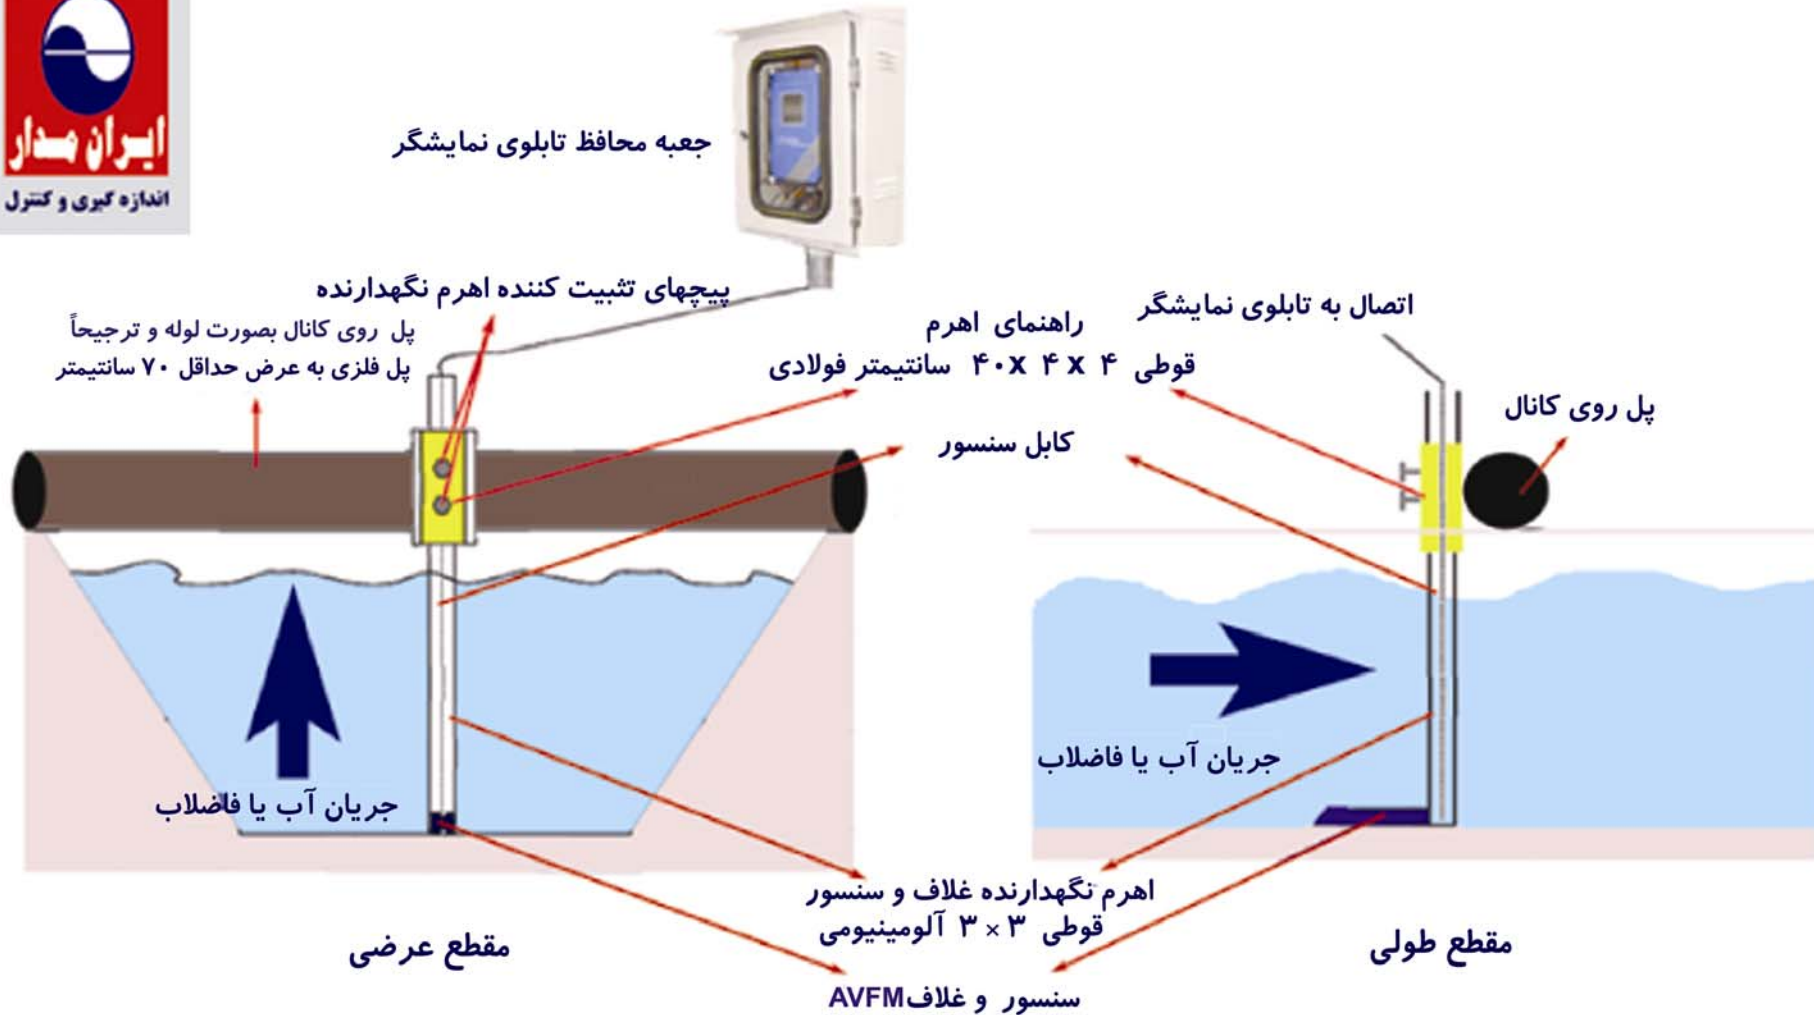 ایران مدار
اندازه گیری و کنترل
جعبه محافظ تابلوی نمایشگر
پیچهای تثبیت کننده اهرم نگهدارنده
پل روی کانال بصورت لوله و ترجیحاً
پل فلزی به عرض حداقل ۷۰ سانتیمتر
راهنمای اهرم
قوطی ۴ x ۴ x ۴۰ سانتیمتر فولادی
اتصال به تابلوی نمایشگر
پل روی کانال
کابل سنسور
جریان آب یا فاضلاب
جریان آب یا فاضلاب
اهرم نگهدارنده غلاف و سنسور
قوطی ۳ × ۳ آلومینیومی
مقطع عرضی
مقطع طولی
سنسور و غلاف AVFM